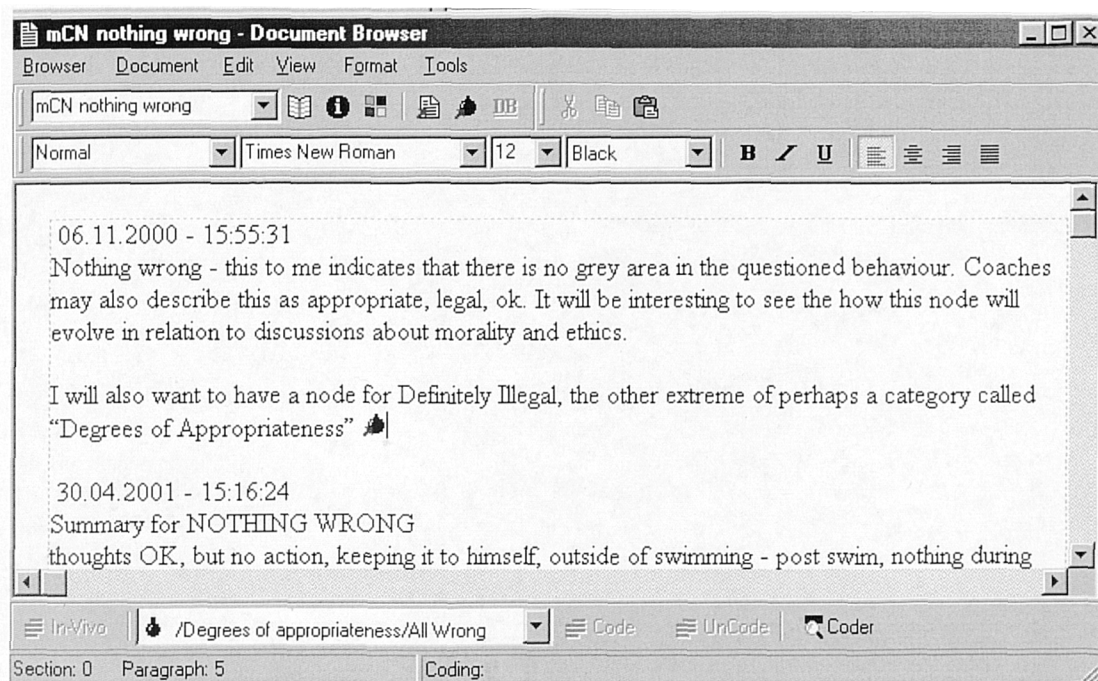 mCN nothing wrong - Document Browser
Browser Document Edit View Format Tools
mCN nothing wrong DB
Normal Times New Roman 12 Black B I U
06.11.2000 - 15:55:31
Nothing wrong - this to me indicates that there is no grey area in the questioned behaviour. Coaches
may also describe this as appropriate, legal, ok. It will be interesting to see the how this node will
evolve in relation to discussions about morality and ethics.
I will also want to have a node for Definitely Illegal, the other extreme of perhaps a category called
“Degrees of Appropriateness”
30.04.2001 - 15:16:24
Summary for NOTHING WRONG
thoughts OK, but no action, keeping it to himself, outside of swimming - post swim, nothing during
In-Vivo /Degrees of appropriateness/All Wrong Code UnCode Coder
Section: 0 Paragraph: 5 Coding: